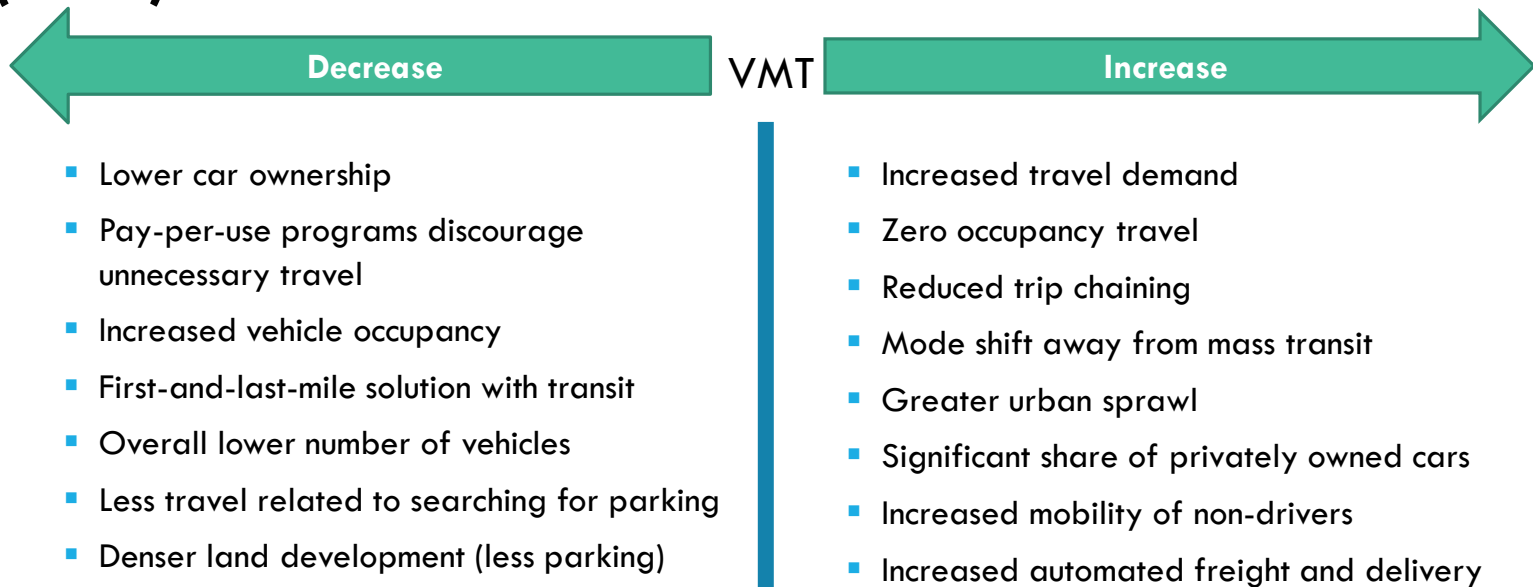 Decrease
VMT
Increase
Lower car ownership
Pay-per-use programs discourage
unnecessary travel
Increased vehicle occupancy
First-and-last-mile solution with transit
Overall lower number of vehicles
Less travel related to searching for parking
Denser land development (less parking)
Increased travel demand
Zero occupancy travel
Reduced trip chaining
Mode shift away from mass transit
Greater urban sprawl
Significant share of privately owned cars
Increased mobility of non-drivers
Increased automated freight and delivery